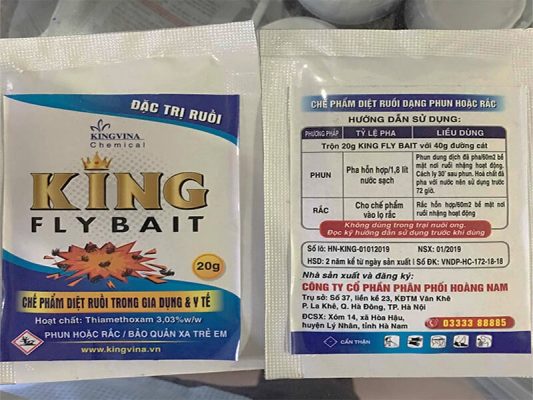 ĐẶC TRỊ RUỒI
KINGVINA
Chemical
KING
FLY BAIT
20g
CHẾ PHẨM DIỆT RUỒI TRONG GIA DỤNG & Y TẾ
Hoạt chất: Thiamethoxam 3,03%w/w
PHUN HOẶC RẮC / BẢO QUẢN XA TRẺ EM
www.kingvina.vn
CHẾ PHẨM DIỆT RUỒI DẠNG PHUN HOẶC RẮC
HƯỚNG DẪN SỬ DỤNG:
PHƯƠNG PHÁP TỶ LỆ PHA LIỀU DÙNG
Trộn 20g KING FLY BAIT với 40g đường cát
PHUN
Pha hỗn hợp/1,8 lít
nước sạch
Phun dung dịch đã pha/60m2 bề
mặt nơi ruồi nhặng hoạt động.
Cách ly 30' sau phun. Hoá chất đã
pha với nước nên sử dụng trước
72 giờ.
RẮC
Cho chế phẩm
vào lọ rắc
Rắc hỗn hợp/60m2 bề mặt nơi
ruồi nhặng hoạt động
Không dùng trong trại nuôi ong.
Đọc kỹ hướng dẫn sử dụng trước khi dùng
Số lô: HN-KING-01012019 NSX: 01/2019
HSD: 2 năm kể từ ngày sản xuất Số ĐK: VNDP-HC-172-18-18
Nhà sản xuất và đăng ký:
CÔNG TY CỔ PHẦN PHÂN PHỐI HOÀNG NAM
Trụ sở: Số 37, liền kề 23, KĐTM Văn Khê
P. La Khê, Q. Hà Đông, TP. Hà Nội
ĐCSX: Xóm 14, xã Hòa Hậu,
huyện Lý Nhân, tỉnh Hà Nam
03333 88885
CẨN THẬN